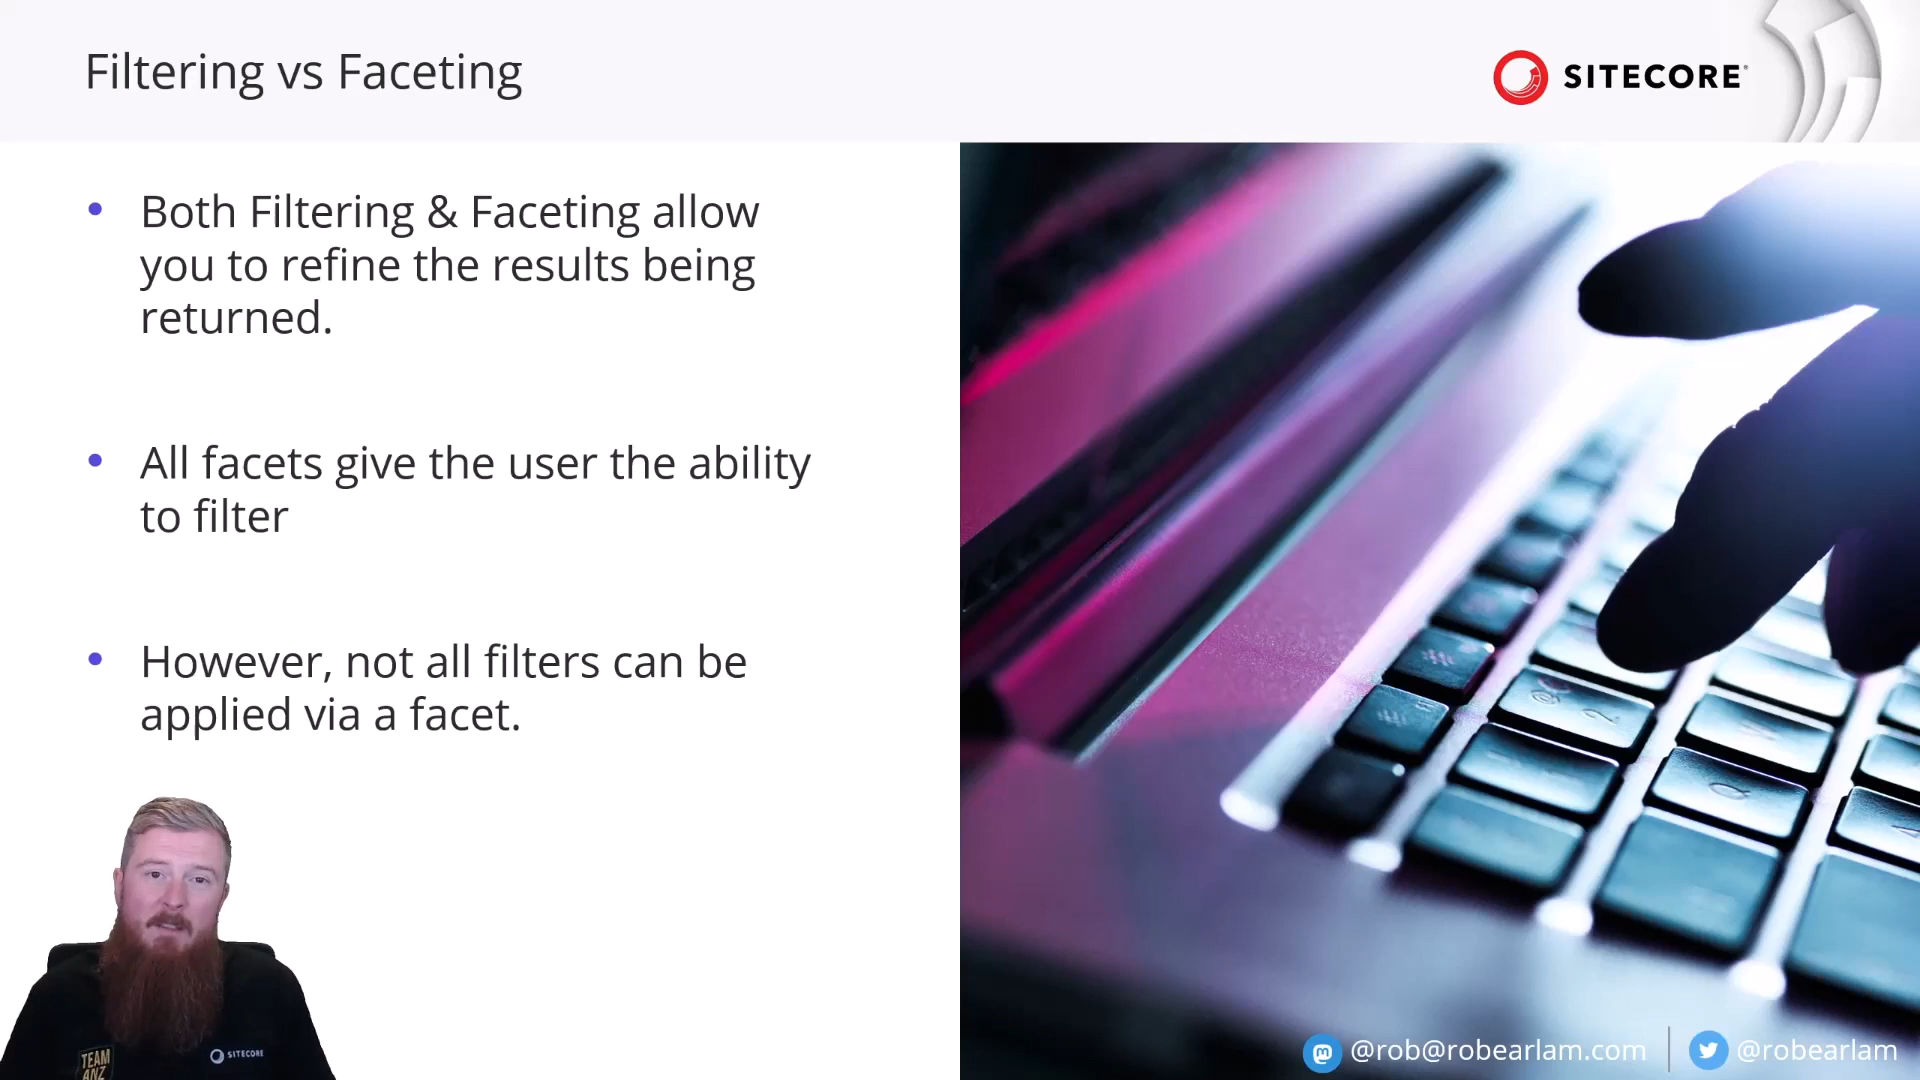 Filtering vs Faceting
SITECORE
• Both Filtering & Faceting allow
you to refine the results being
returned.
• All facets give the user the ability
to filter
• However, not all filters can be
applied via a facet.
TEAM
ANZ
SITECORE
@rob@robearlam.com
@robearlam